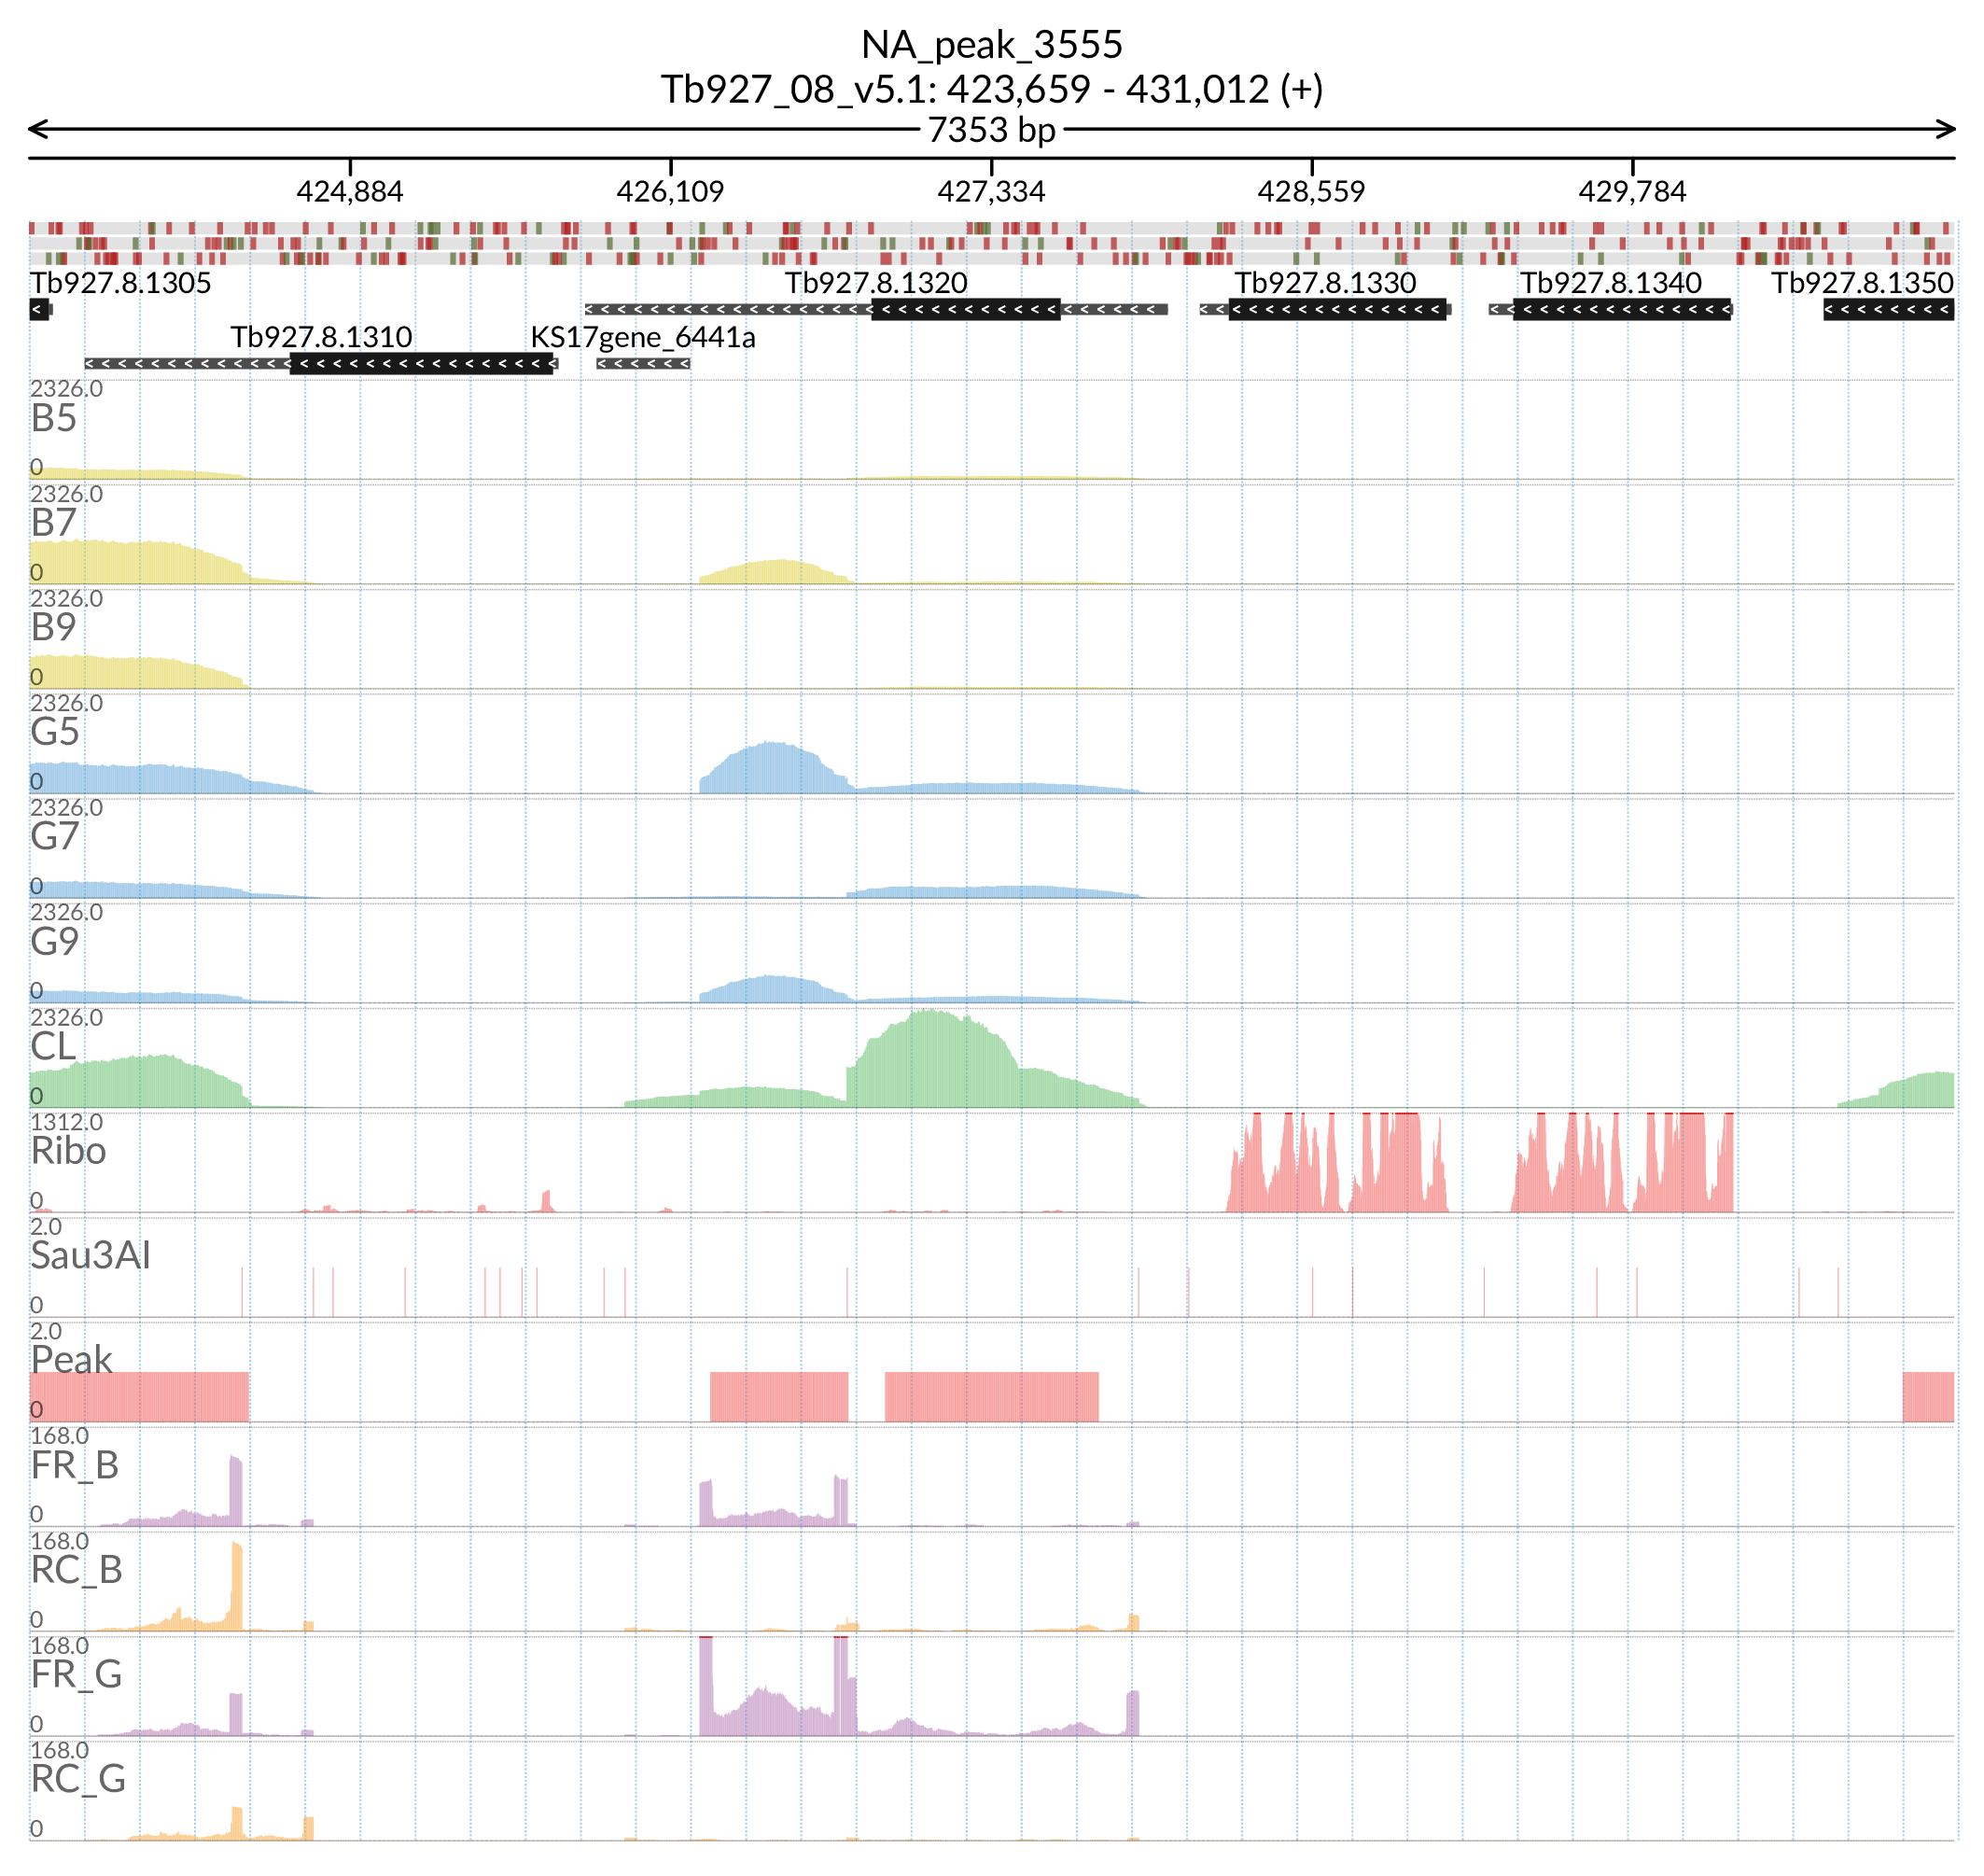 NA_peak_3555
Tb927_08_v5.1: 423,659 - 431,012 (+)
7353 bp
424,884 426,109 427,334 428,559 429,784
Tb927.8.1305 Tb927.8.1320 Tb927.8.1330 Tb927.8.1340 Tb927.8.1350
Tb927.8.1310 KS17gene_6441a
2326.0
B5
0
2326.0
B7
0
2326.0
B9
0
2326.0
G5
0
2326.0
G7
0
2326.0
G9
0
2326.0
CL
0
1312.0
Ribo
0
2.0
Sau3AI
0
2.0
Peak
0
168.0
FR_B
0
168.0
RC_B
0
168.0
FR_G
0
168.0
RC_G
0